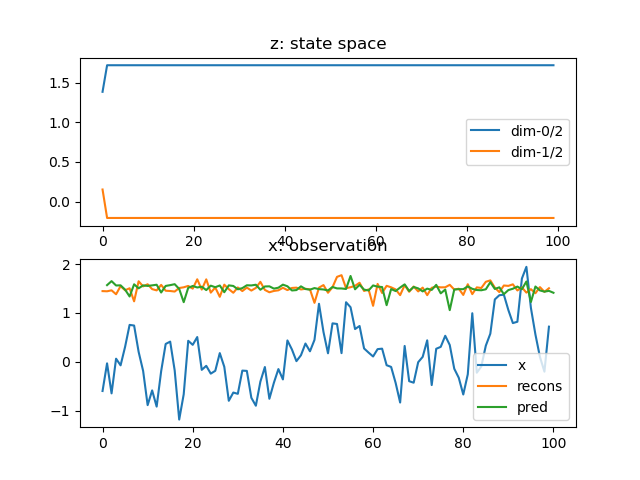 z: state space
1.5
1.0
0.5
0.0
dim-0/2
dim-1/2
0 20 40 60 80 100
x: observation
2
1
0
−1
x
recons
pred
0 20 40 60 80 100